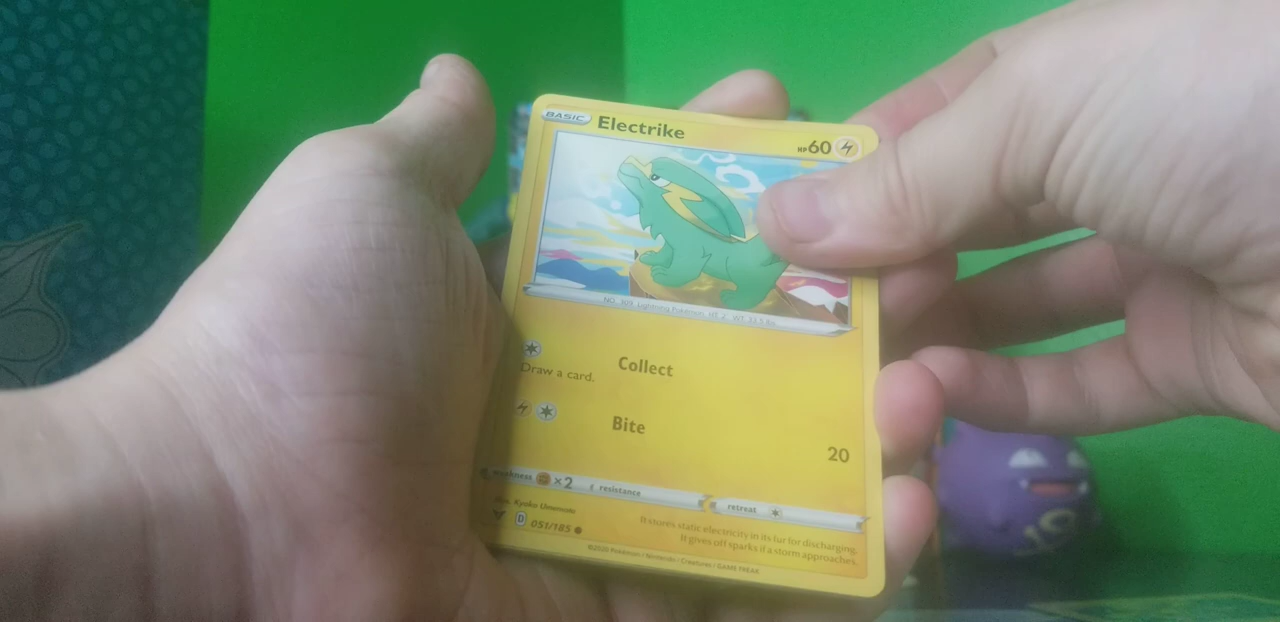 BASIC Electrike HP60
NO. 309 Lightning Pokémon HT: 2' WT: 33.5 lbs.
Collect
Draw a card.
Bite
20
weakness ×2 resistance
retreat
Illus. Kyoko Umemoto
D 051/185
It stores static electricity in its fur for discharging.
It gives off sparks if a storm approaches.
©2020 Pokémon / Nintendo / Creatures / GAME FREAK